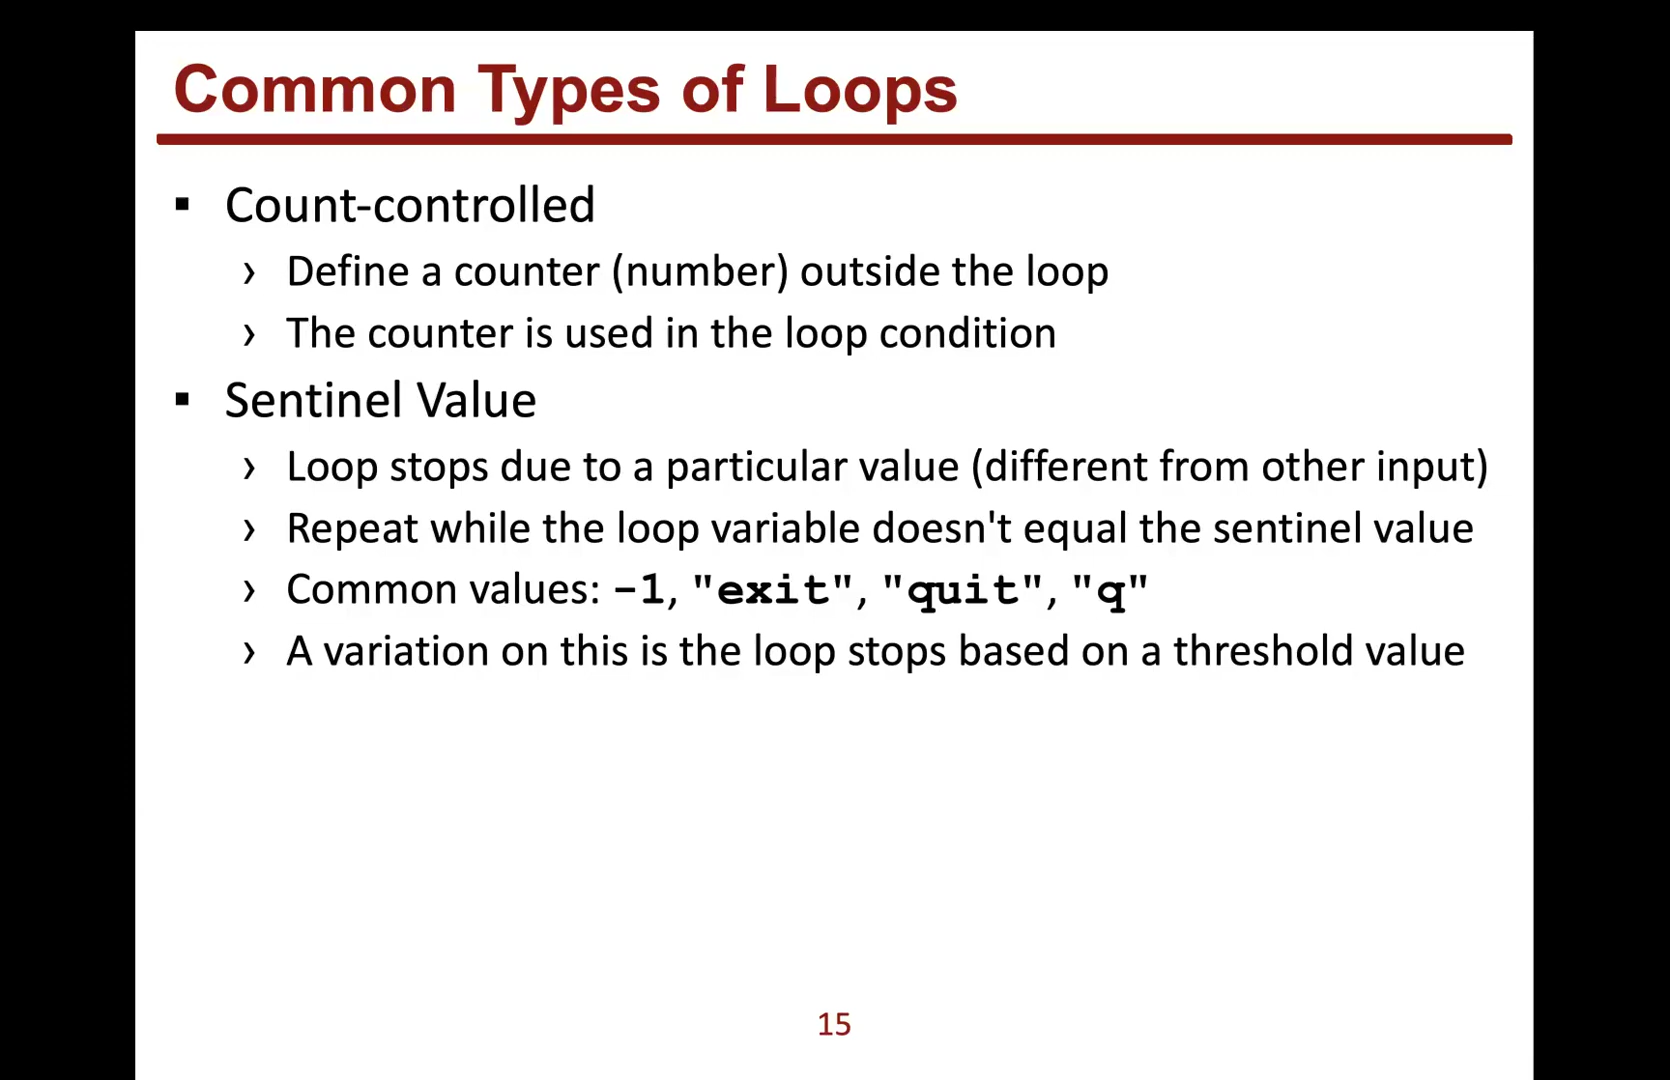 Common Types of Loops
▪ Count-controlled
› Define a counter (number) outside the loop
› The counter is used in the loop condition
▪ Sentinel Value
› Loop stops due to a particular value (different from other input)
› Repeat while the loop variable doesn't equal the sentinel value
› Common values: -1, "exit", "quit", "q"
› A variation on this is the loop stops based on a threshold value
15